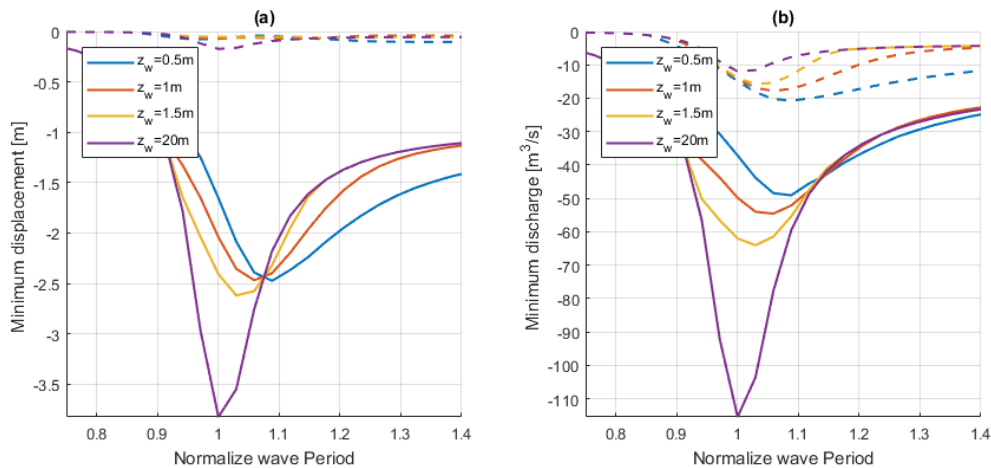 (a)
0
-0.5
-1
-1.5
-2
-2.5
-3
-3.5
Minimum displacement [m]
z_w=0.5m
z_w=1m
z_w=1.5m
z_w=20m
0.8 0.9 1 1.1 1.2 1.3 1.4
Normalize wave Period
(b)
0
-10
-20
-30
-40
-50
-60
-70
-80
-90
-100
-110
Minimum discharge [m³/s]
z_w=0.5m
z_w=1m
z_w=1.5m
z_w=20m
0.8 0.9 1 1.1 1.2 1.3 1.4
Normalize wave Period